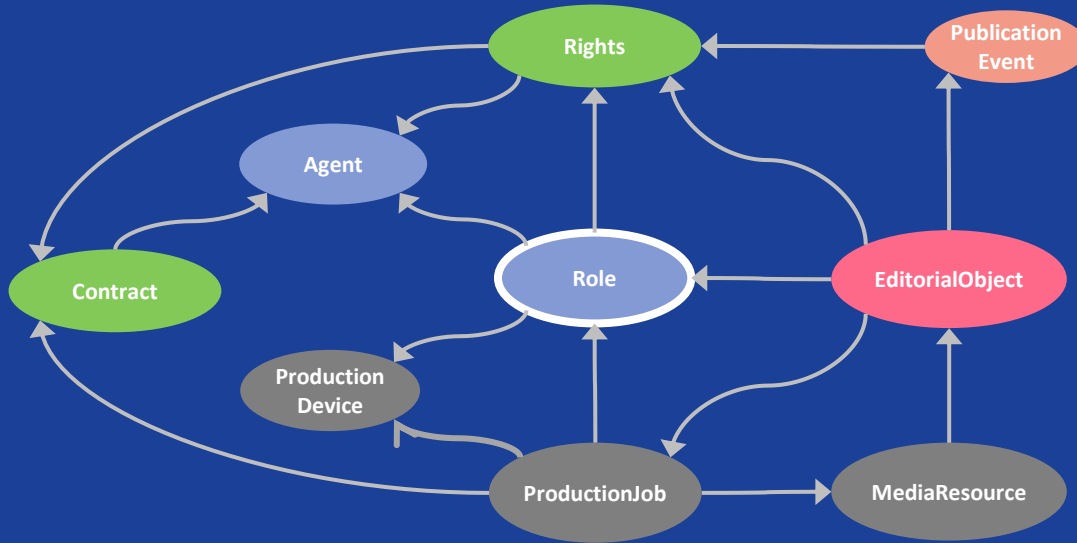 Rights
Publication
Event
Agent
Contract
Role
EditorialObject
Production
Device
ProductionJob
MediaResource